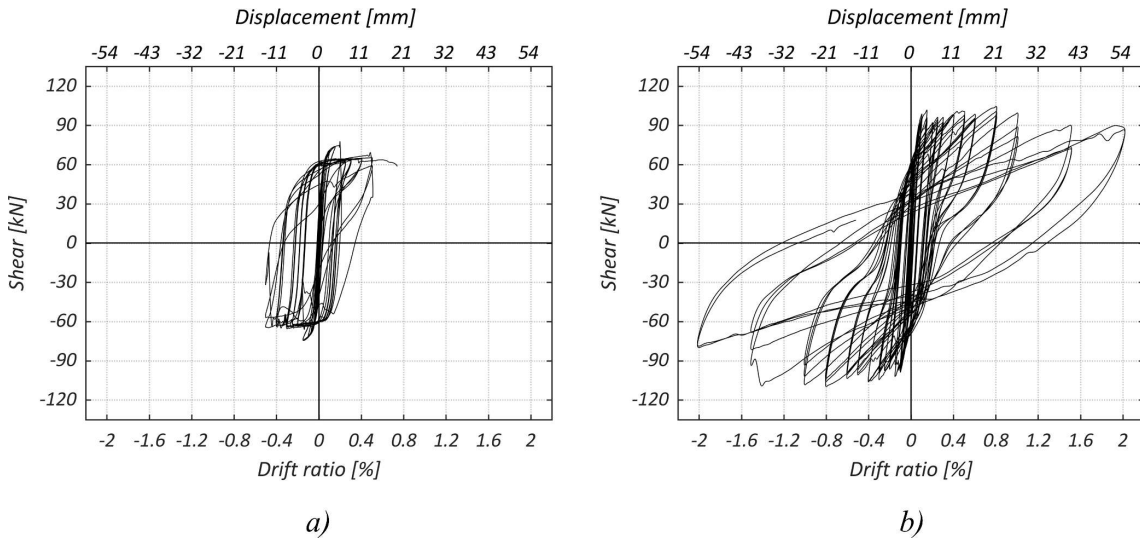 Displacement [mm]
-54 -43 -32 -21 -11 0 11 21 32 43 54
120
90
60
30
0
-30
-60
-90
-120
Shear [kN]
-2 -1.6 -1.2 -0.8 -0.4 0 0.4 0.8 1.2 1.6 2
Drift ratio [%]
a)
Displacement [mm]
-54 -43 -32 -21 -11 0 11 21 32 43 54
120
90
60
30
0
-30
-60
-90
-120
Shear [kN]
-2 -1.6 -1.2 -0.8 -0.4 0 0.4 0.8 1.2 1.6 2
Drift ratio [%]
b)